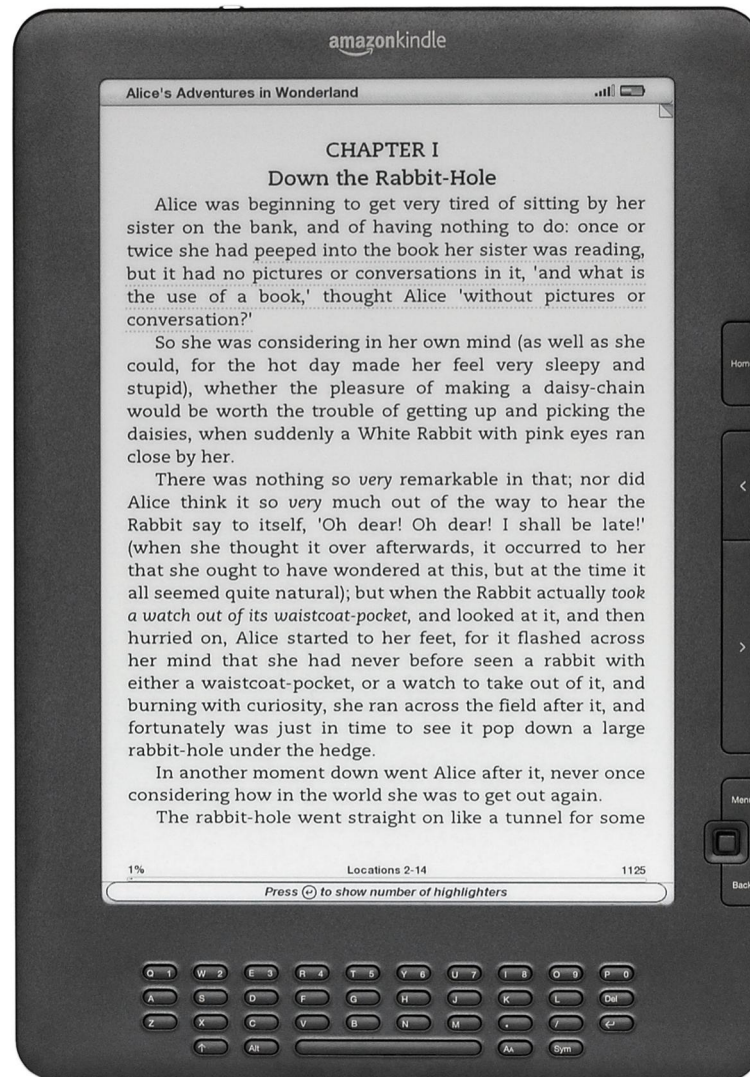 amazonkindle
Alice's Adventures in Wonderland
CHAPTER I
Down the Rabbit-Hole
Alice was beginning to get very tired of sitting by her
sister on the bank, and of having nothing to do: once or
twice she had peeped into the book her sister was reading,
but it had no pictures or conversations in it, 'and what is
the use of a book,' thought Alice 'without pictures or
conversation?'
So she was considering in her own mind (as well as she
could, for the hot day made her feel very sleepy and
stupid), whether the pleasure of making a daisy-chain
would be worth the trouble of getting up and picking the
daisies, when suddenly a White Rabbit with pink eyes ran
close by her.
There was nothing so very remarkable in that; nor did
Alice think it so very much out of the way to hear the
Rabbit say to itself, 'Oh dear! Oh dear! I shall be late!'
(when she thought it over afterwards, it occurred to her
that she ought to have wondered at this, but at the time it
all seemed quite natural); but when the Rabbit actually took
a watch out of its waistcoat-pocket, and looked at it, and then
hurried on, Alice started to her feet, for it flashed across
her mind that she had never before seen a rabbit with
either a waistcoat-pocket, or a watch to take out of it, and
burning with curiosity, she ran across the field after it, and
fortunately was just in time to see it pop down a large
rabbit-hole under the hedge.
In another moment down went Alice after it, never once
considering how in the world she was to get out again.
The rabbit-hole went straight on like a tunnel for some
1% Locations 2-14 1125
Press ↵ to show number of highlighters
Hom
<
>
Men
Back
Q 1 W 2 E 3 R 4 T 5 Y 6 U 7 I 8 O 9 P 0
A S D F G H J K L Del
Z X C V B N M . / ↵
↑ Alt AA Sym